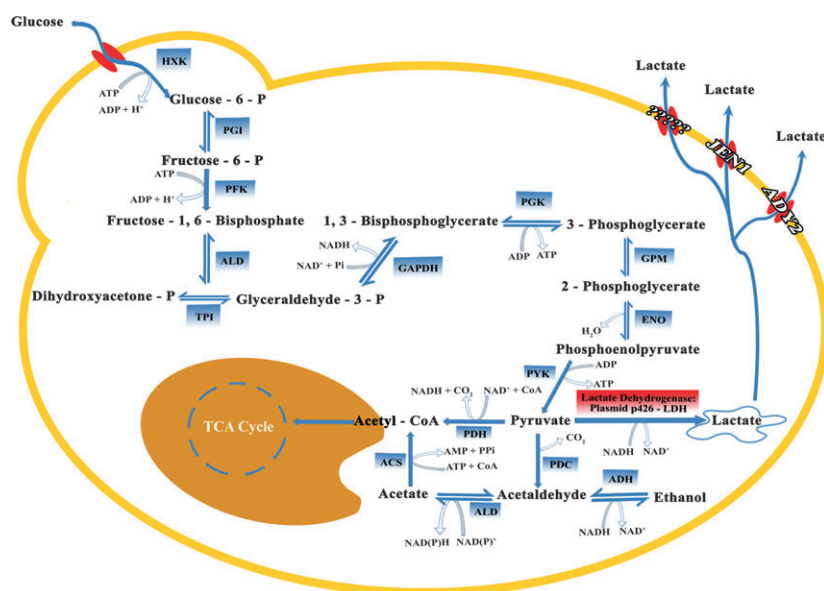 Glucose
HXK
ATP
ADP + H⁺
Glucose - 6 - P
PGI
Fructose - 6 - P
ATP
PFK
ADP + H⁺
Fructose - 1, 6 - Bisphosphate
ALD
Dihydroxyacetone - P
TPI
Glyceraldehyde - 3 - P
NADH
NAD⁺ + Pi
GAPDH
1, 3 - Bisphosphoglycerate
PGK
ADP
ATP
3 - Phosphoglycerate
GPM
2 - Phosphoglycerate
H₂O
ENO
Phosphoenolpyruvate
PYK
ADP
ATP
Pyruvate
Lactate Dehydrogenase:
Plasmid p426 - LDH
NADH
NAD⁺
Lactate
Lactate
Lactate
Lactate
?????
JEN1
ADY2
NADH + CO₂
NAD⁺ + CoA
PDH
Acetyl - CoA
TCA Cycle
ACS
AMP + PPi
ATP + CoA
Acetate
ALD
NAD(P)H
NAD(P)⁺
CO₂
PDC
Acetaldehyde
ADH
NADH
NAD⁺
Ethanol